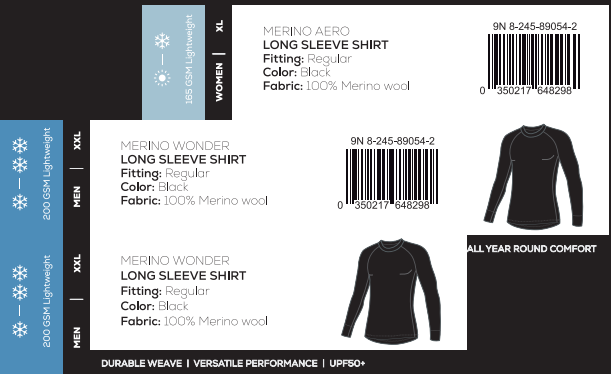 165 GSM Lightweight
WOMEN | XL
MERINO AERO
LONG SLEEVE SHIRT
Fitting: Regular
Color: Black
Fabric: 100% Merino wool
9N 8-245-89054-2
0 350217 648298
ALL YEAR ROUND COMFORT
200 GSM Lightweight
MEN | XXL
MERINO WONDER
LONG SLEEVE SHIRT
Fitting: Regular
Color: Black
Fabric: 100% Merino wool
9N 8-245-89054-2
0 350217 648298
200 GSM Lightweight
MEN | XXL
MERINO WONDER
LONG SLEEVE SHIRT
Fitting: Regular
Color: Black
Fabric: 100% Merino wool
DURABLE WEAVE | VERSATILE PERFORMANCE | UPF50+